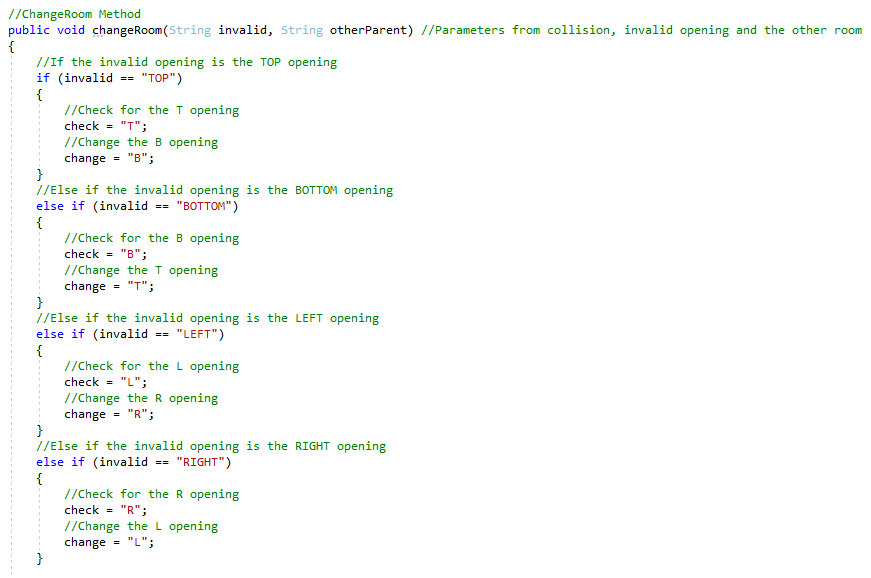 //ChangeRoom Method
public void changeRoom(String invalid, String otherParent) //Parameters from collision, invalid opening and the other room
{
    //If the invalid opening is the TOP opening
    if (invalid == "TOP")
    {
        //Check for the T opening
        check = "T";
        //Change the B opening
        change = "B";
    }
    //Else if the invalid opening is the BOTTOM opening
    else if (invalid == "BOTTOM")
    {
        //Check for the B opening
        check = "B";
        //Change the T opening
        change = "T";
    }
    //Else if the invalid opening is the LEFT opening
    else if (invalid == "LEFT")
    {
        //Check for the L opening
        check = "L";
        //Change the R opening
        change = "R";
    }
    //Else if the invalid opening is the RIGHT opening
    else if (invalid == "RIGHT")
    {
        //Check for the R opening
        check = "R";
        //Change the L opening
        change = "L";
    }